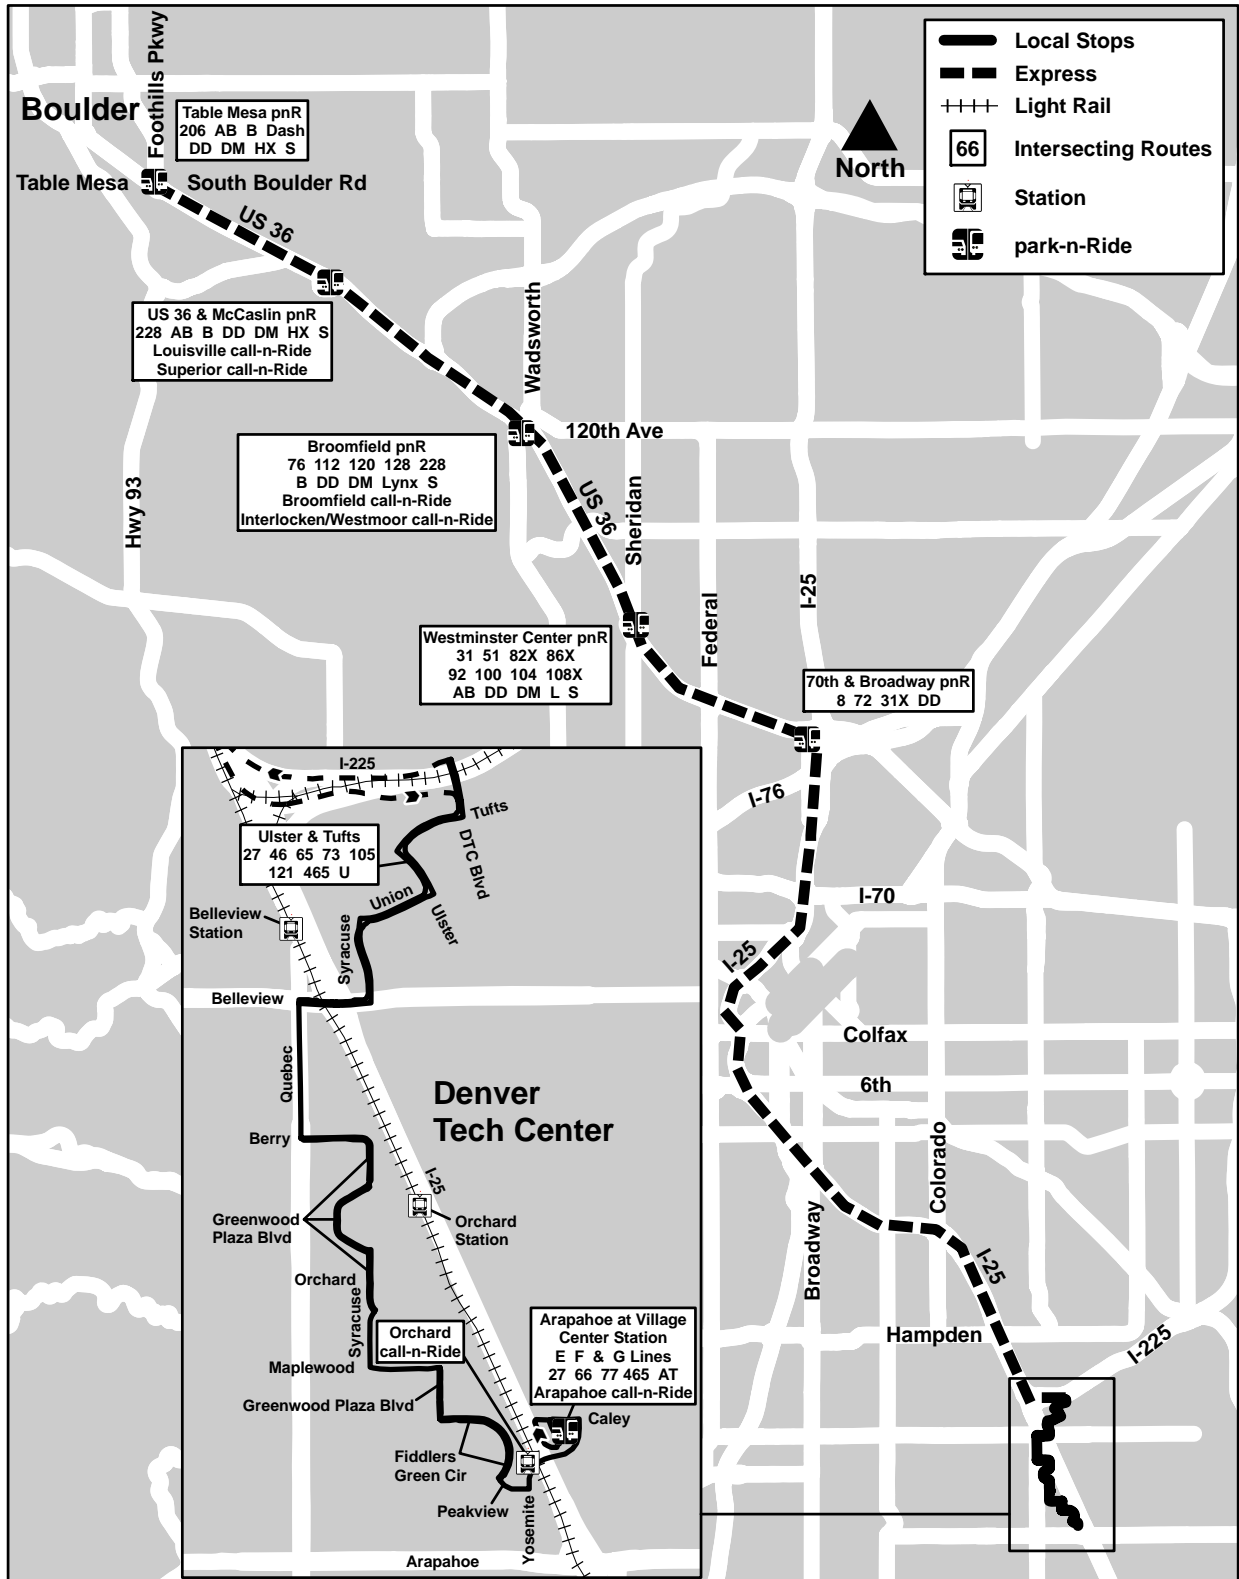 Foothills Pkwy
Boulder
Table Mesa pnR
206 AB B Dash
DD DM HX S
Table Mesa
South Boulder Rd
US 36
North
Local Stops
Express
Light Rail
66
Intersecting Routes
Station
park-n-Ride
US 36 & McCaslin pnR
228 AB B DD DM HX S
Louisville call-n-Ride
Superior call-n-Ride
Wadsworth
120th Ave
Broomfield pnR
76 112 120 128 228
B DD DM Lynx S
Broomfield call-n-Ride
Interlocken/Westmoor call-n-Ride
Hwy 93
US 36
Sheridan
Federal
I-25
Westminster Center pnR
31 51 82X 86X
92 100 104 108X
AB DD DM L S
70th & Broadway pnR
8 72 31X DD
I-76
I-70
I-25
Colfax
6th
Colorado
Broadway
I-25
Hampden
I-225
I-225
Tufts
Ulster & Tufts
27 46 65 73 105
121 465 U
DTC Blvd
Union
Ulster
Belleview
Station
Syracuse
Belleview
Quebec
Denver
Tech Center
Berry
I-25
Greenwood
Plaza Blvd
Orchard
Station
Orchard
Syracuse
Orchard
call-n-Ride
Arapahoe at Village
Center Station
E F & G Lines
27 66 77 465 AT
Arapahoe call-n-Ride
Maplewood
Greenwood Plaza Blvd
Caley
Fiddlers
Green Cir
Peakview
Yosemite
Arapahoe